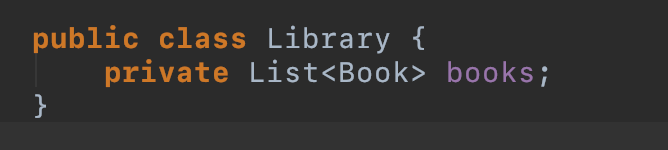 public class Library {
    private List<Book> books;
}